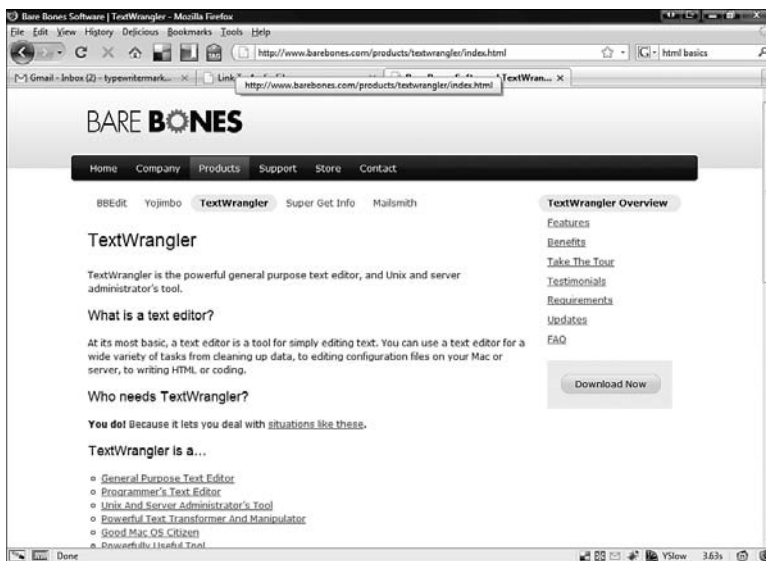 Bare Bones Software | TextWrangler - Mozilla Firefox
File Edit View History Delicious Bookmarks Tools Help
http://www.barebones.com/products/textwrangler/index.html
html basics
Gmail - Inbox (2) - typewritermark...
http://www.barebones.com/products/textwrangler/index.html
BARE BONES
Home Company Products Support Store Contact
BBEdit Yojimbo TextWrangler Super Get Info Mailsmith
TextWrangler
TextWrangler is the powerful general purpose text editor, and Unix and server
administrator's tool.
What is a text editor?
At its most basic, a text editor is a tool for simply editing text. You can use a text editor for a
wide variety of tasks from cleaning up data, to editing configuration files on your Mac or
server, to writing HTML or coding.
Who needs TextWrangler?
You do! Because it lets you deal with situations like these.
TextWrangler is a...
General Purpose Text Editor
Programmer's Text Editor
Unix And Server Administrator's Tool
Powerful Text Transformer And Manipulator
Good Mac OS Citizen
Powerfully Useful Tool
TextWrangler Overview
Features
Benefits
Take The Tour
Testimonials
Requirements
Updates
FAQ
Download Now
Done
YSlow 3.63s